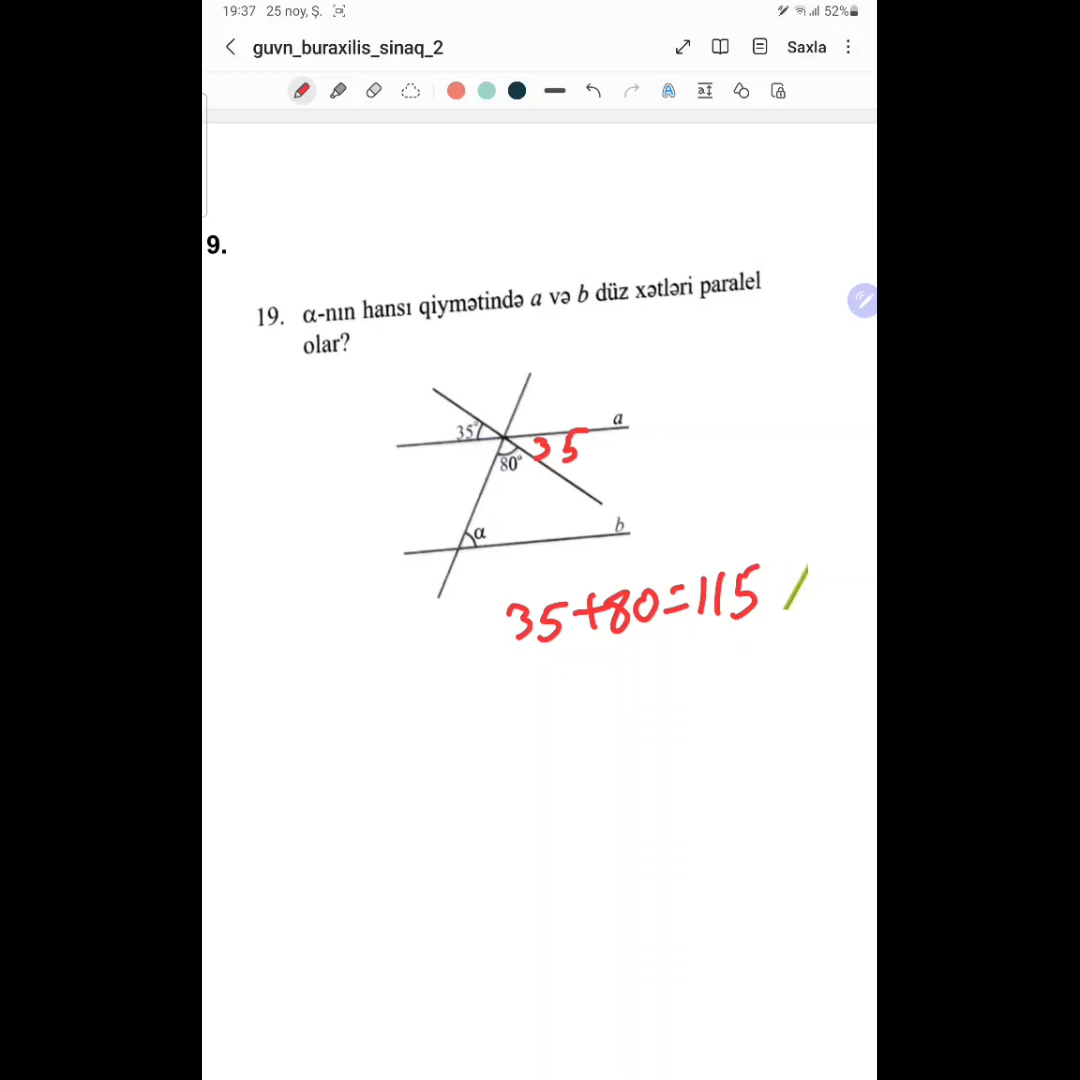 19:37 25 noy, Ş. 52%
guvn_buraxilis_sinaq_2 Saxla
9.
19. α-nın hansı qiymətində a və b düz xətləri paralel
olar?
a
35° 35
80°
b
α
35+80=115